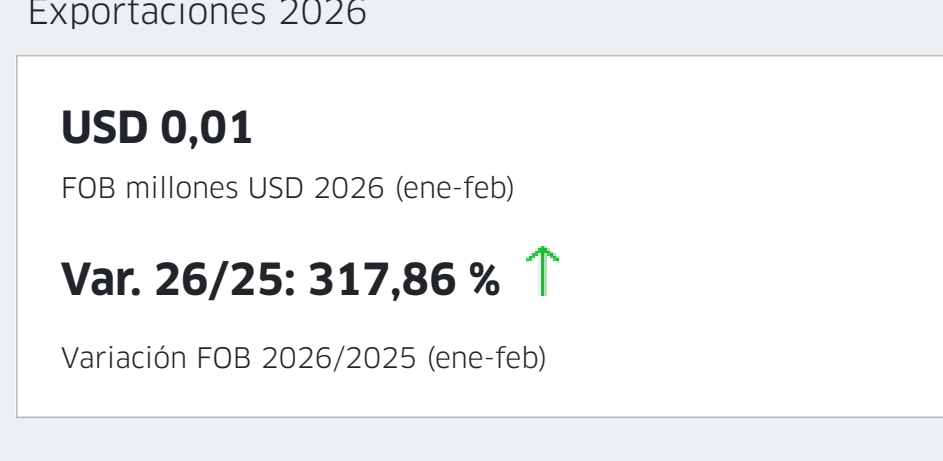 Exportaciones 2026
USD 0,01
FOB millones USD 2026 (ene-feb)
Var. 26/25: 317,86 %
Variación FOB 2026/2025 (ene-feb)